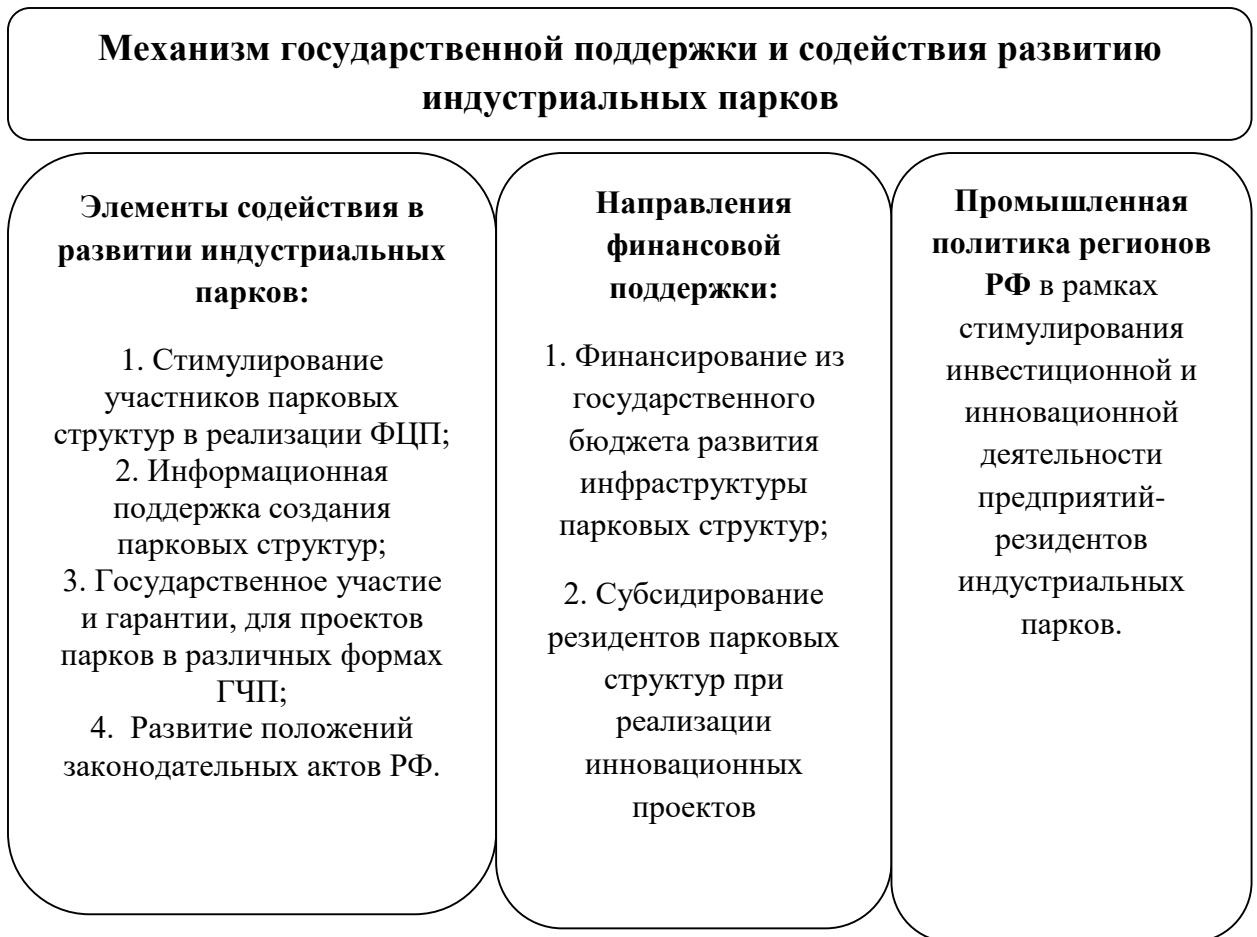 Механизм государственной поддержки и содействия развитию
индустриальных парков
Элементы содействия в
развитии индустриальных
парков:
1. Стимулирование
участников парковых
структур в реализации ФЦП;
2. Информационная
поддержка создания
парковых структур;
3. Государственное участие
и гарантии, для проектов
парков в различных формах
ГЧП;
4. Развитие положений
законодательных актов РФ.
Направления
финансовой
поддержки:
1. Финансирование из
государственного
бюджета развития
инфраструктуры
парковых структур;
2. Субсидирование
резидентов парковых
структур при
реализации
инновационных
проектов
Промышленная
политика регионов
РФ в рамках
стимулирования
инвестиционной и
инновационной
деятельности
предприятий-
резидентов
индустриальных
парков.